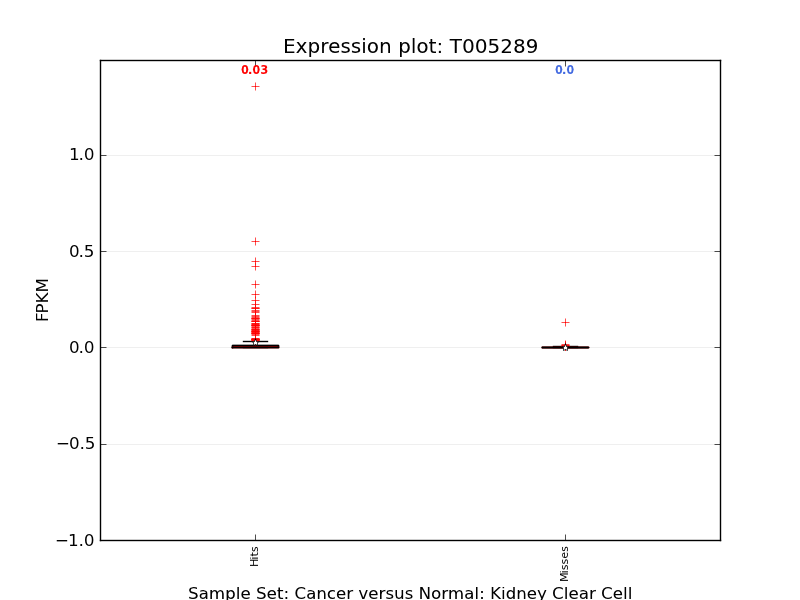 Expression plot: T005289
0.03
0.0
1.0
0.5
0.0
−0.5
−1.0
FPKM
Hits
Misses
Sample Set: Cancer versus Normal: Kidney Clear Cell